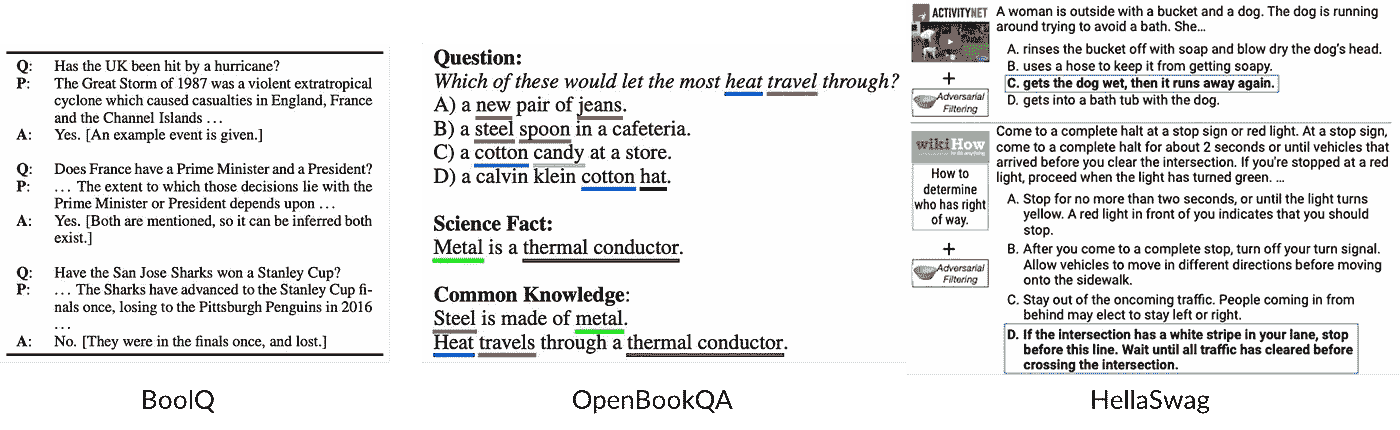 Q: Has the UK been hit by a hurricane?
P: The Great Storm of 1987 was a violent extratropical
cyclone which caused casualties in England, France
and the Channel Islands …
A: Yes. [An example event is given.]
Q: Does France have a Prime Minister and a President?
P: … The extent to which those decisions lie with the
Prime Minister or President depends upon …
A: Yes. [Both are mentioned, so it can be inferred both
exist.]
Q: Have the San Jose Sharks won a Stanley Cup?
P: … The Sharks have advanced to the Stanley Cup fi-
nals once, losing to the Pittsburgh Penguins in 2016
…
A: No. [They were in the finals once, and lost.]
BoolQ
Question:
Which of these would let the most heat travel through?
A) a new pair of jeans.
B) a steel spoon in a cafeteria.
C) a cotton candy at a store.
D) a calvin klein cotton hat.
Science Fact:
Metal is a thermal conductor.
Common Knowledge:
Steel is made of metal.
Heat travels through a thermal conductor.
OpenBookQA
ACTIVITYNET
+
Adversarial
Filtering
A woman is outside with a bucket and a dog. The dog is running
around trying to avoid a bath. She…
A. rinses the bucket off with soap and blow dry the dog's head.
B. uses a hose to keep it from getting soapy.
C. gets the dog wet, then it runs away again.
D. gets into a bath tub with the dog.
wikiHow
How to
determine
who has right
of way.
+
Adversarial
Filtering
Come to a complete halt at a stop sign or red light. At a stop sign,
come to a complete halt for about 2 seconds or until vehicles that
arrived before you clear the intersection. If you're stopped at a red
light, proceed when the light has turned green. …
A. Stop for no more than two seconds, or until the light turns
yellow. A red light in front of you indicates that you should
stop.
B. After you come to a complete stop, turn off your turn signal.
Allow vehicles to move in different directions before moving
onto the sidewalk.
C. Stay out of the oncoming traffic. People coming in from
behind may elect to stay left or right.
D. If the intersection has a white stripe in your lane, stop
before this line. Wait until all traffic has cleared before
crossing the intersection.
HellaSwag